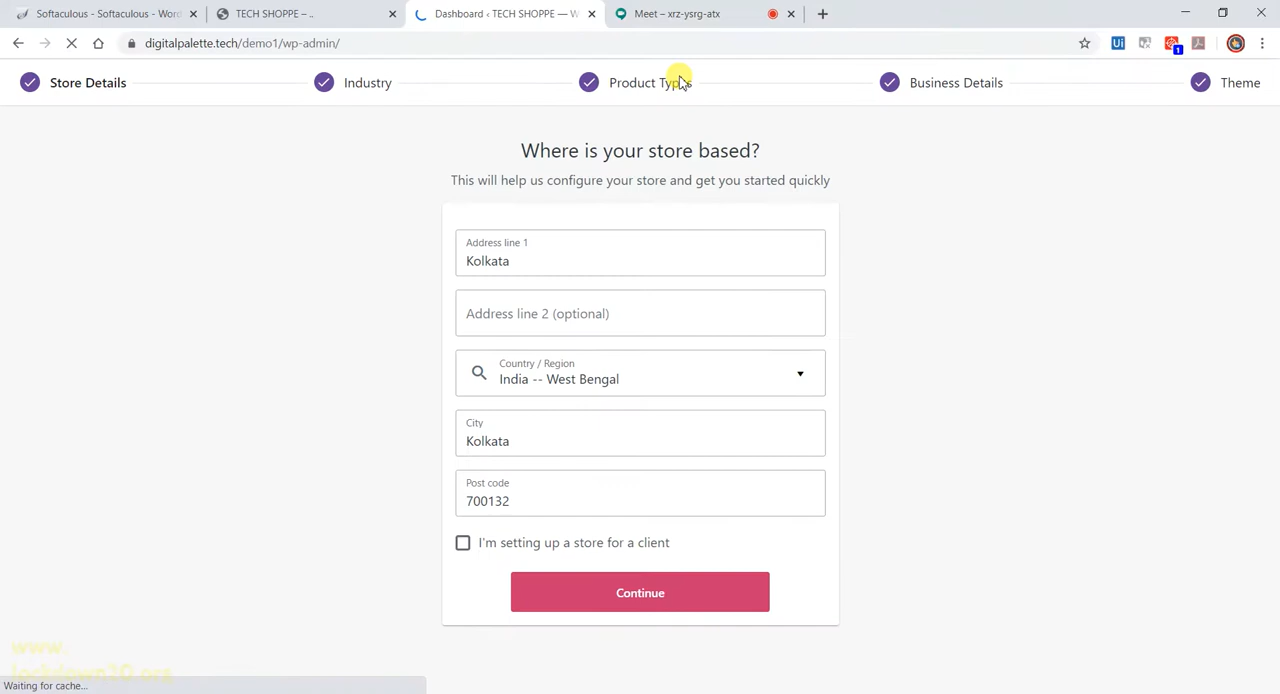 Softaculous - Softaculous - Word
TECH SHOPPE – ..
Dashboard ‹ TECH SHOPPE — W
Meet – xrz-ysrg-atx
digitalpalette.tech/demo1/wp-admin/
1
Store Details
Industry
Product Types
Business Details
Theme
Where is your store based?
This will help us configure your store and get you started quickly
Address line 1
Kolkata
Address line 2 (optional)
Country / Region
India -- West Bengal
City
Kolkata
Post code
700132
I'm setting up a store for a client
Continue
www.
Waiting for cache...